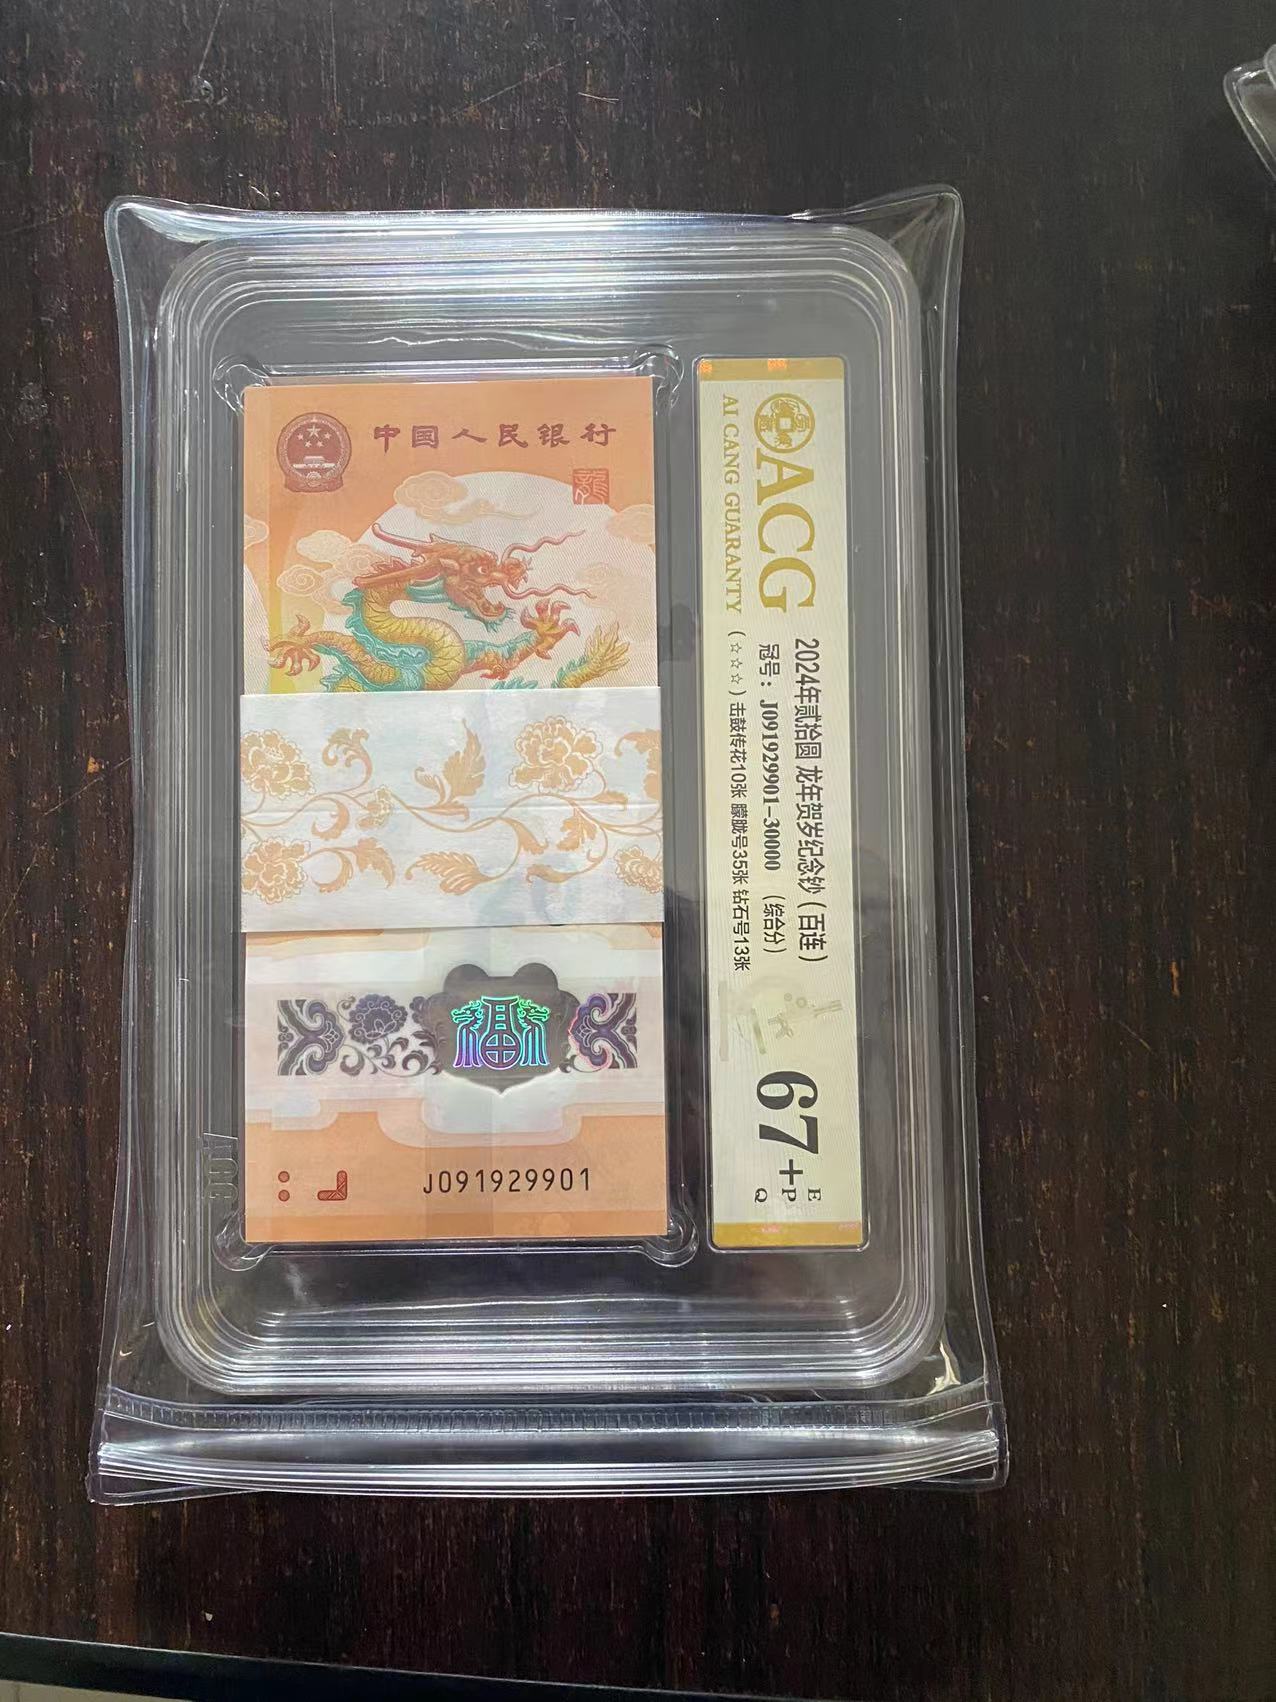 中国人民银行
龍
J091929901
ACG
AI CANG GUARANTY
2024年贰拾圆 龙年贺岁纪念钞（百连）
冠号：J091929901-30000 （综合分）
（☆☆☆）击鼓传花10张 朦胧号35张 钻石号13张
67+
E
P
Q
ACG